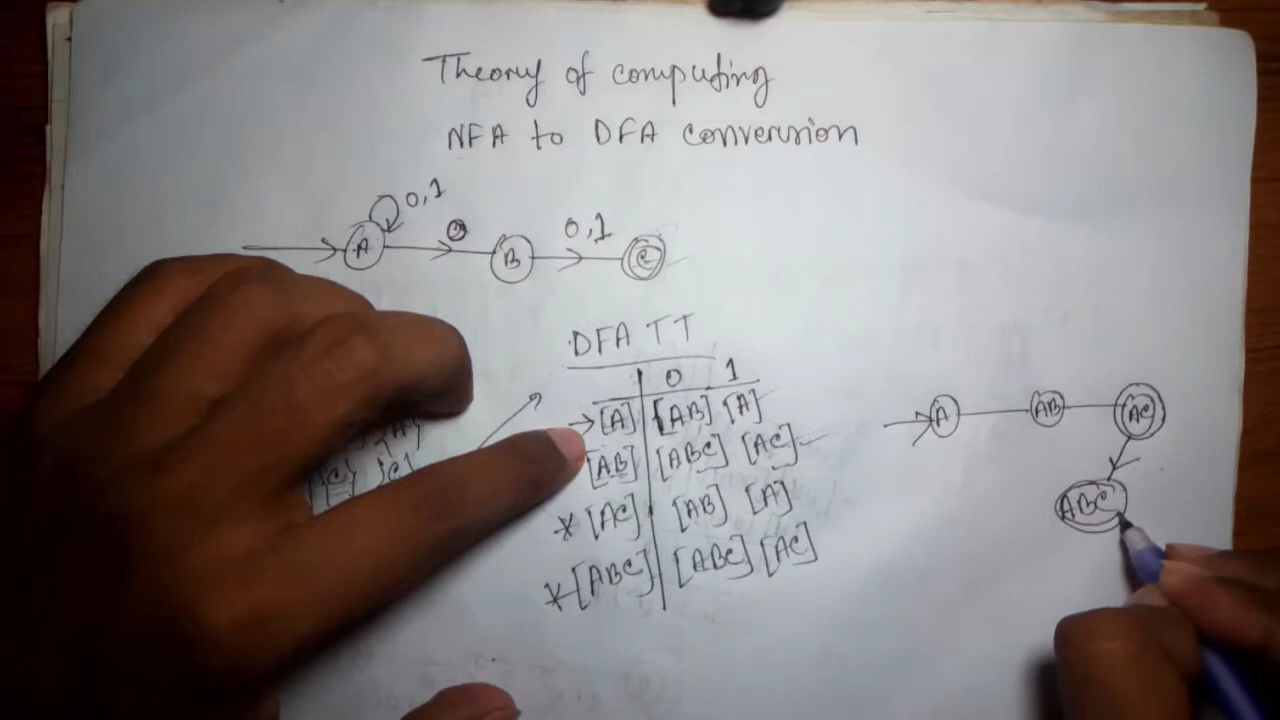 Theory of computing
NFA to DFA conversion
0,1
A 0 B 0,1 C
DFA TT
0 1
→ [A] [AB] [A]
[AB] [ABC] [AC]
* [AC] [AB] [A]
* [ABC] [ABC] [AC]
A AB AC
ABC